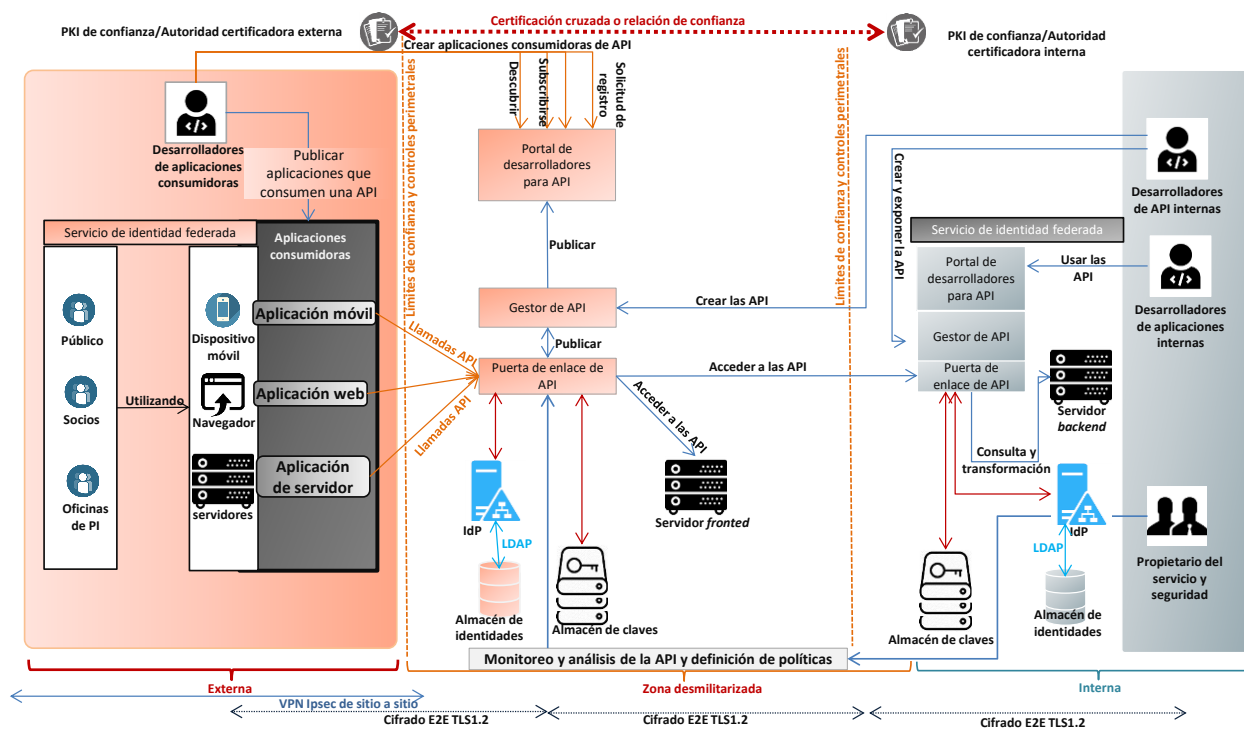 Certificación cruzada o relación de confianza
PKI de confianza/Autoridad certificadora externa
PKI de confianza/Autoridad
certificadora interna
Crear aplicaciones consumidoras de API
Descubrir
Subscribirse
Solicitud de
registro
Límites de confianza y controles perimetrales
Límites de confianza y controles perimetrales
Desarrolladores
de aplicaciones
consumidoras
Publicar
aplicaciones que
consumen una API
Portal de
desarrolladores
para API
Crear y exponer la API
Desarrolladores
de API internas
Servicio de identidad federada
Aplicaciones
consumidoras
Publicar
Servicio de identidad federada
Portal de
desarrolladores
para API
Usar las
API
Público
Dispositivo
móvil
Aplicación móvil
Llamadas API
Gestor de API
Crear las API
Gestor de API
Desarrolladores
de aplicaciones
internas
Publicar
Puerta de enlace de
API
Acceder a las API
Puerta de
enlace de API
Socios
Utilizando
Navegador
Aplicación web
Llamadas API
Acceder a las API
Servidor
backend
Oficinas
de PI
servidores
Aplicación
de servidor
Consulta y
transformación
IdP
Servidor fronted
IdP
LDAP
LDAP
Propietario del
servicio y
seguridad
Almacén de
identidades
Almacén de claves
Almacén de claves
Almacén de
identidades
Monitoreo y análisis de la API y definición de políticas
Externa
Zona desmilitarizada
Interna
VPN Ipsec de sitio a sitio
Cifrado E2E TLS1.2
Cifrado E2E TLS1.2
Cifrado E2E TLS1.2